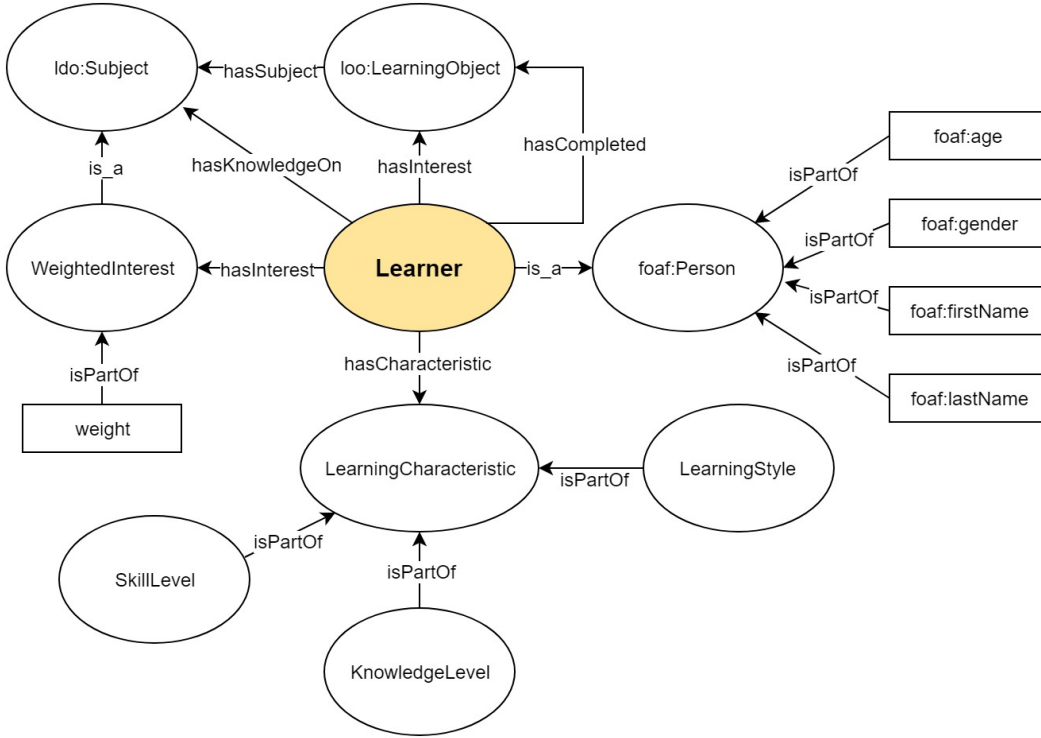 ldo:Subject
hasSubject
loo:LearningObject
hasCompleted
foaf:age
is_a
hasKnowledgeOn
hasInterest
isPartOf
foaf:gender
isPartOf
WeightedInterest
hasInterest
Learner
is_a
foaf:Person
isPartOf
foaf:firstName
isPartOf
hasCharacteristic
isPartOf
foaf:lastName
weight
LearningCharacteristic
isPartOf
LearningStyle
isPartOf
SkillLevel
isPartOf
KnowledgeLevel